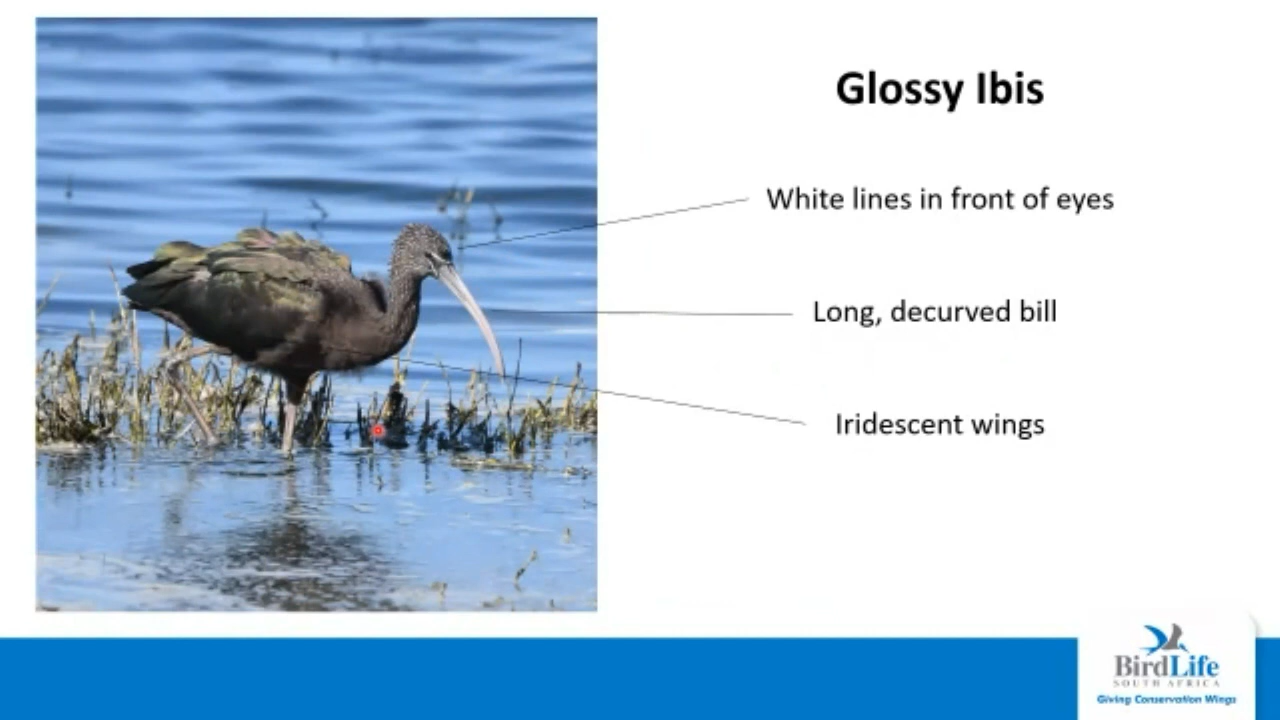 Glossy Ibis
White lines in front of eyes
Long, decurved bill
Iridescent wings
BirdLife
SOUTH AFRICA
Giving Conservation Wings